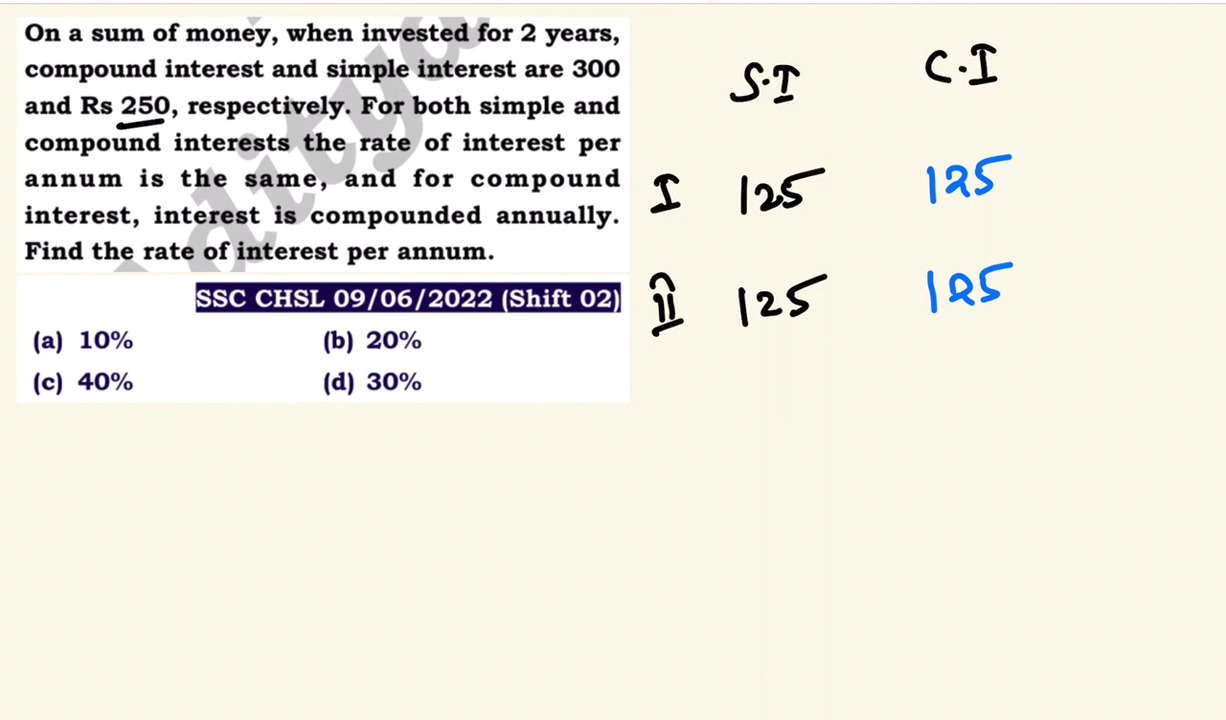 On a sum of money, when invested for 2 years,
compound interest and simple interest are 300
and Rs 250, respectively. For both simple and
compound interests the rate of interest per
annum is the same, and for compound
interest, interest is compounded annually.
Find the rate of interest per annum.
SSC CHSL 09/06/2022 (Shift 02)
(a) 10% (b) 20%
(c) 40% (d) 30%
S.I C.I
I 125 125
II 125 125